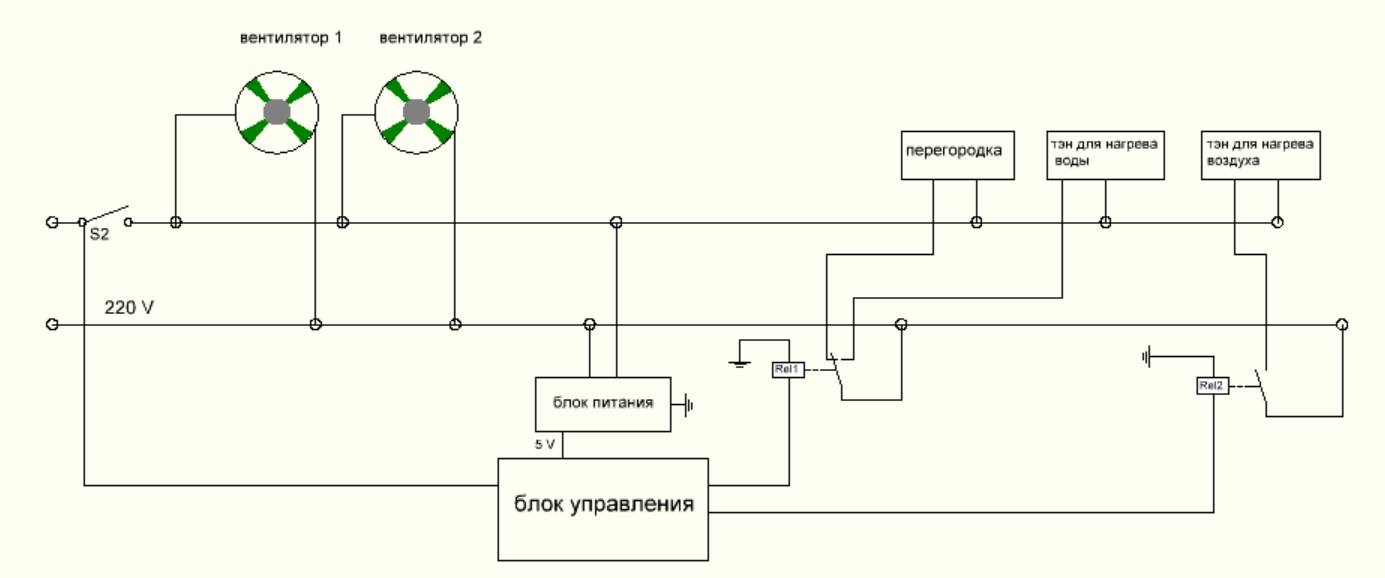 вентилятор 1
вентилятор 2
перегородка
тэн для нагрева
воды
тэн для нагрева
воздуха
S2
220 V
Rel1
Rel2
блок питания
5 V
блок управления